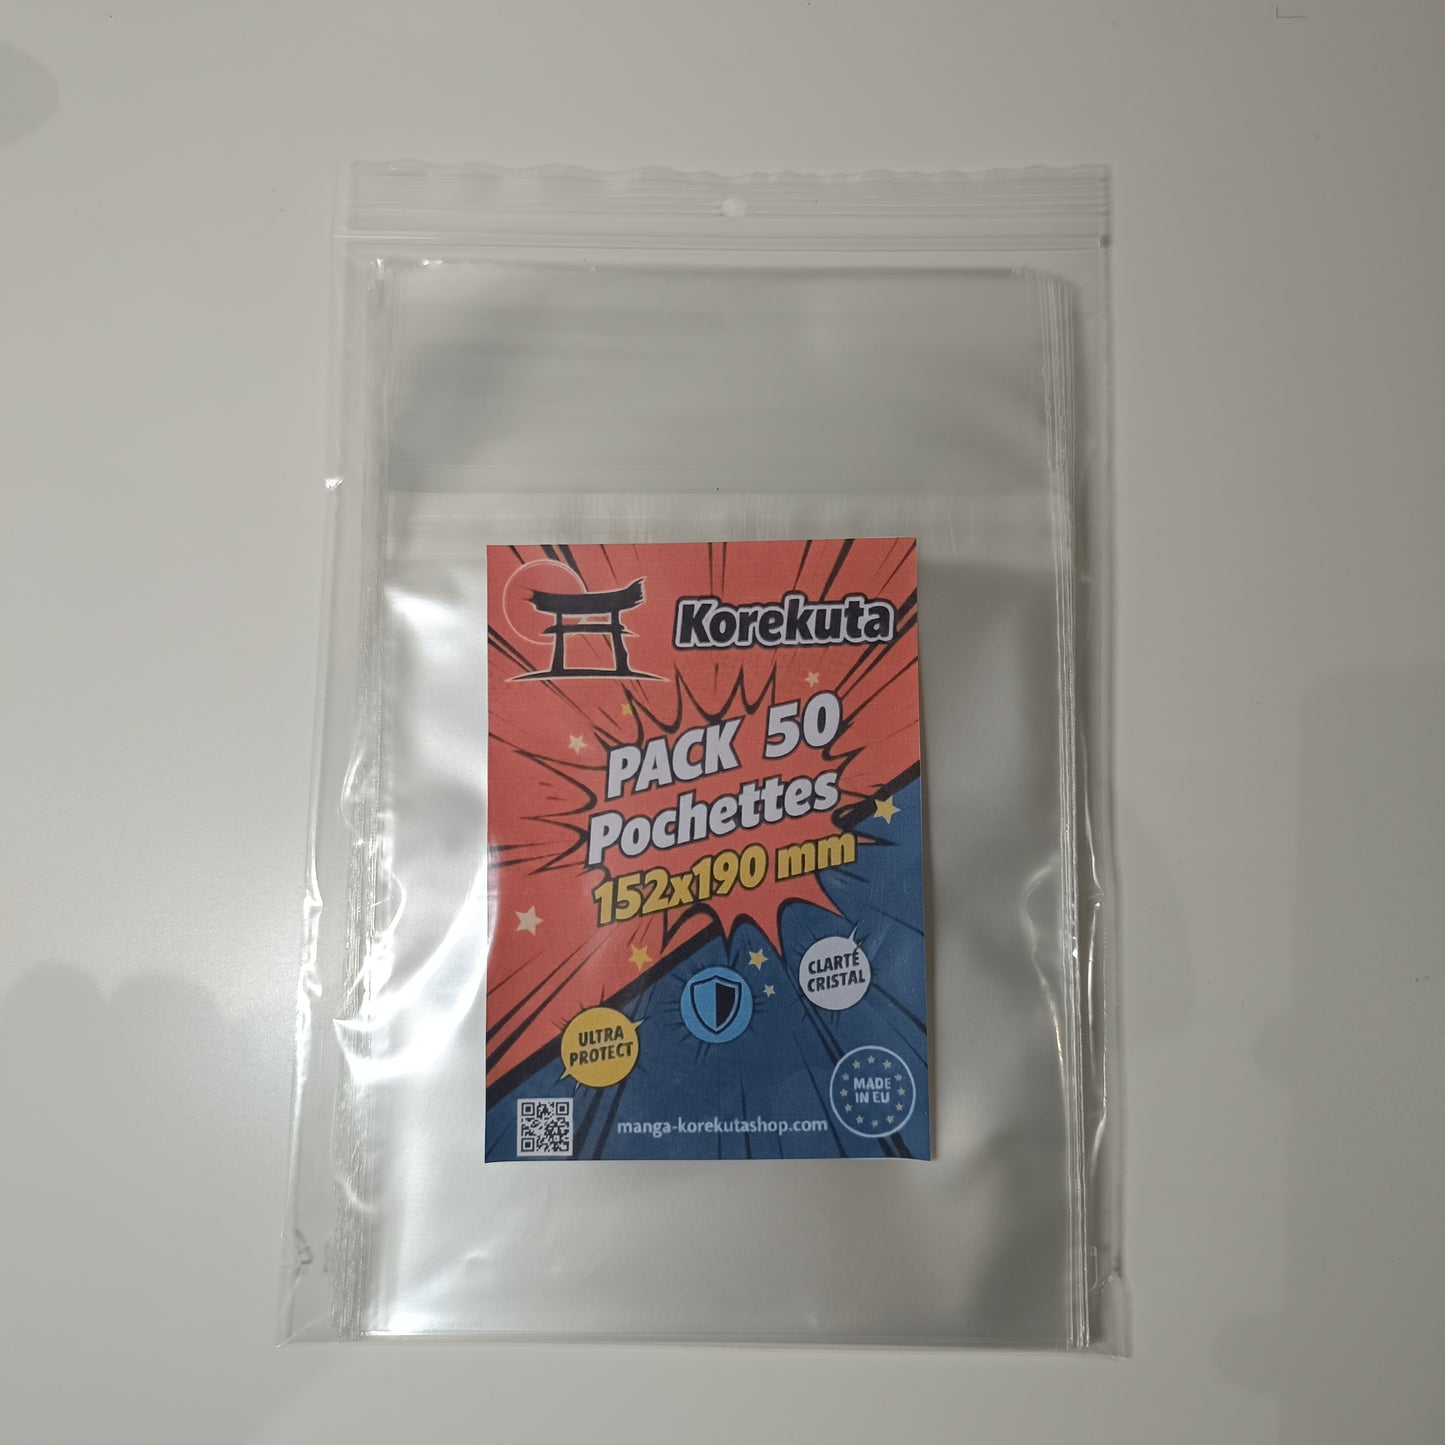 Korekuta
PACK 50
Pochettes
152x190 mm
CLARTÉ
CRISTAL
ULTRA
PROTECT
MADE
IN EU
manga-korekutashop.com